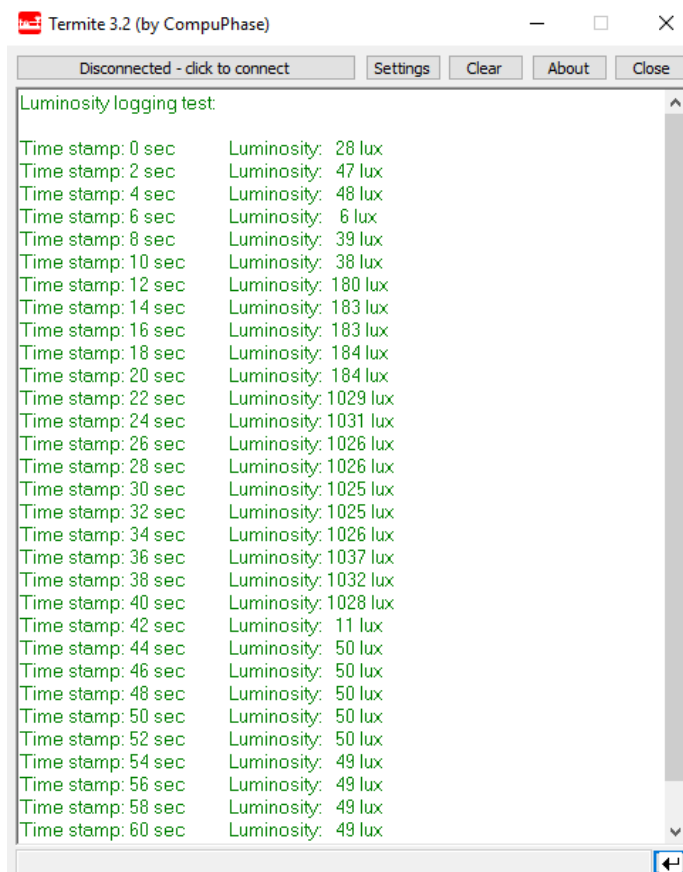 Termite 3.2 (by CompuPhase)
Disconnected - click to connect Settings Clear About Close
Luminosity logging test:
Time stamp: 0 sec Luminosity: 28 lux
Time stamp: 2 sec Luminosity: 47 lux
Time stamp: 4 sec Luminosity: 48 lux
Time stamp: 6 sec Luminosity: 6 lux
Time stamp: 8 sec Luminosity: 39 lux
Time stamp: 10 sec Luminosity: 38 lux
Time stamp: 12 sec Luminosity: 180 lux
Time stamp: 14 sec Luminosity: 183 lux
Time stamp: 16 sec Luminosity: 183 lux
Time stamp: 18 sec Luminosity: 184 lux
Time stamp: 20 sec Luminosity: 184 lux
Time stamp: 22 sec Luminosity: 1029 lux
Time stamp: 24 sec Luminosity: 1031 lux
Time stamp: 26 sec Luminosity: 1026 lux
Time stamp: 28 sec Luminosity: 1026 lux
Time stamp: 30 sec Luminosity: 1025 lux
Time stamp: 32 sec Luminosity: 1025 lux
Time stamp: 34 sec Luminosity: 1026 lux
Time stamp: 36 sec Luminosity: 1037 lux
Time stamp: 38 sec Luminosity: 1032 lux
Time stamp: 40 sec Luminosity: 1028 lux
Time stamp: 42 sec Luminosity: 11 lux
Time stamp: 44 sec Luminosity: 50 lux
Time stamp: 46 sec Luminosity: 50 lux
Time stamp: 48 sec Luminosity: 50 lux
Time stamp: 50 sec Luminosity: 50 lux
Time stamp: 52 sec Luminosity: 50 lux
Time stamp: 54 sec Luminosity: 49 lux
Time stamp: 56 sec Luminosity: 49 lux
Time stamp: 58 sec Luminosity: 49 lux
Time stamp: 60 sec Luminosity: 49 lux